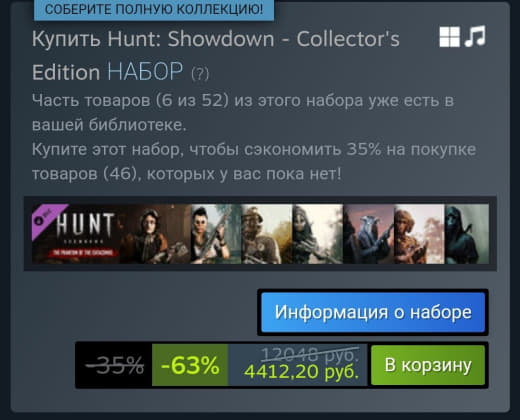 СОБЕРИТЕ ПОЛНУЮ КОЛЛЕКЦИЮ!
Купить Hunt: Showdown - Collector's
Edition НАБОР (?)
Часть товаров (6 из 52) из этого набора уже есть в
вашей библиотеке.
Купите этот набор, чтобы сэкономить 35% на покупке
товаров (46), которых у вас пока нет!
HUNT
SHOWDOWN
THE PHANTOM OF THE CATACOMBS
Информация о наборе
-35% -63% 12048 руб.
4412,20 руб. В корзину